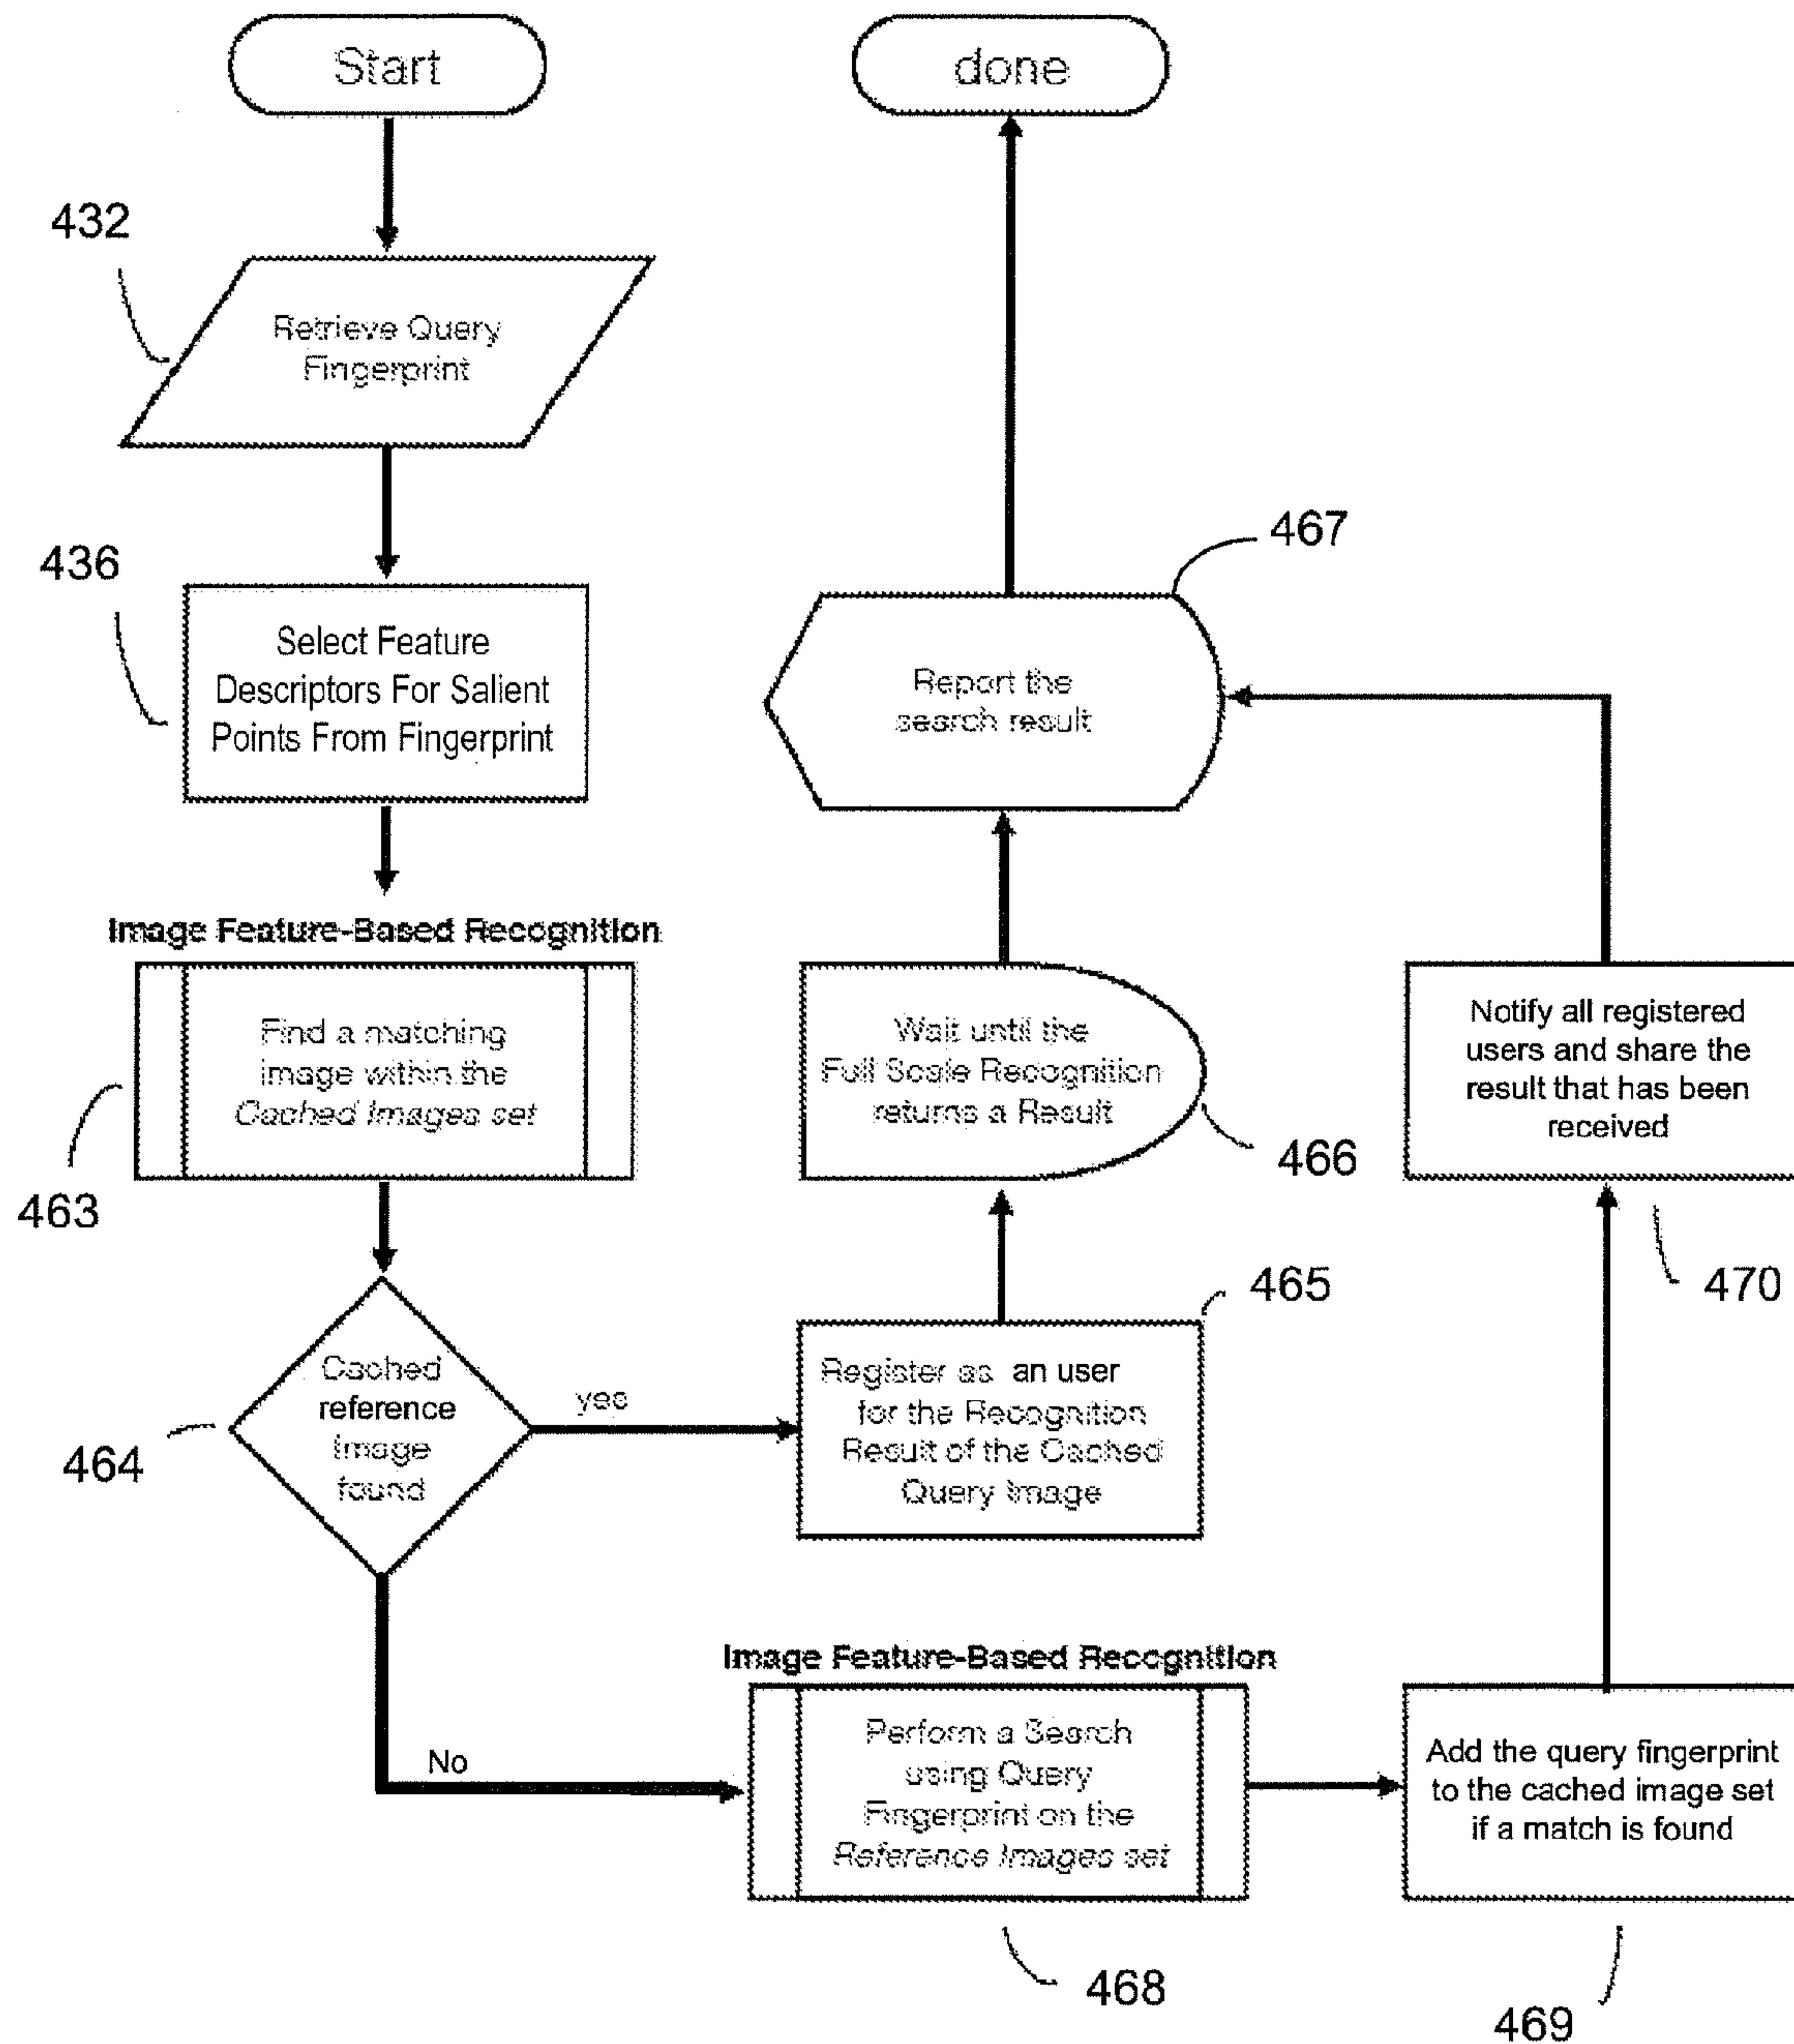 Start
432
Retrieve Query
Fingerprint
436
Select Feature
Descriptors For Salient
Points From Fingerprint
Image Feature-Based Recognition
Find a matching
image within the
Cached Images set
463
464
Cached
reference
Image
found
yes
No
done
467
Report the
search result
Wait until the
Full Scale Recognition
returns a Result
466
465
Register as an user
for the Recognition
Result of the Cached
Query Image
Image Feature-Based Recognition
Perform a Search
using Query
Fingerprint on the
Reference Images set
468
Notify all registered
users and share the
result that has been
received
470
Add the query fingerprint
to the cached image set
if a match is found
469